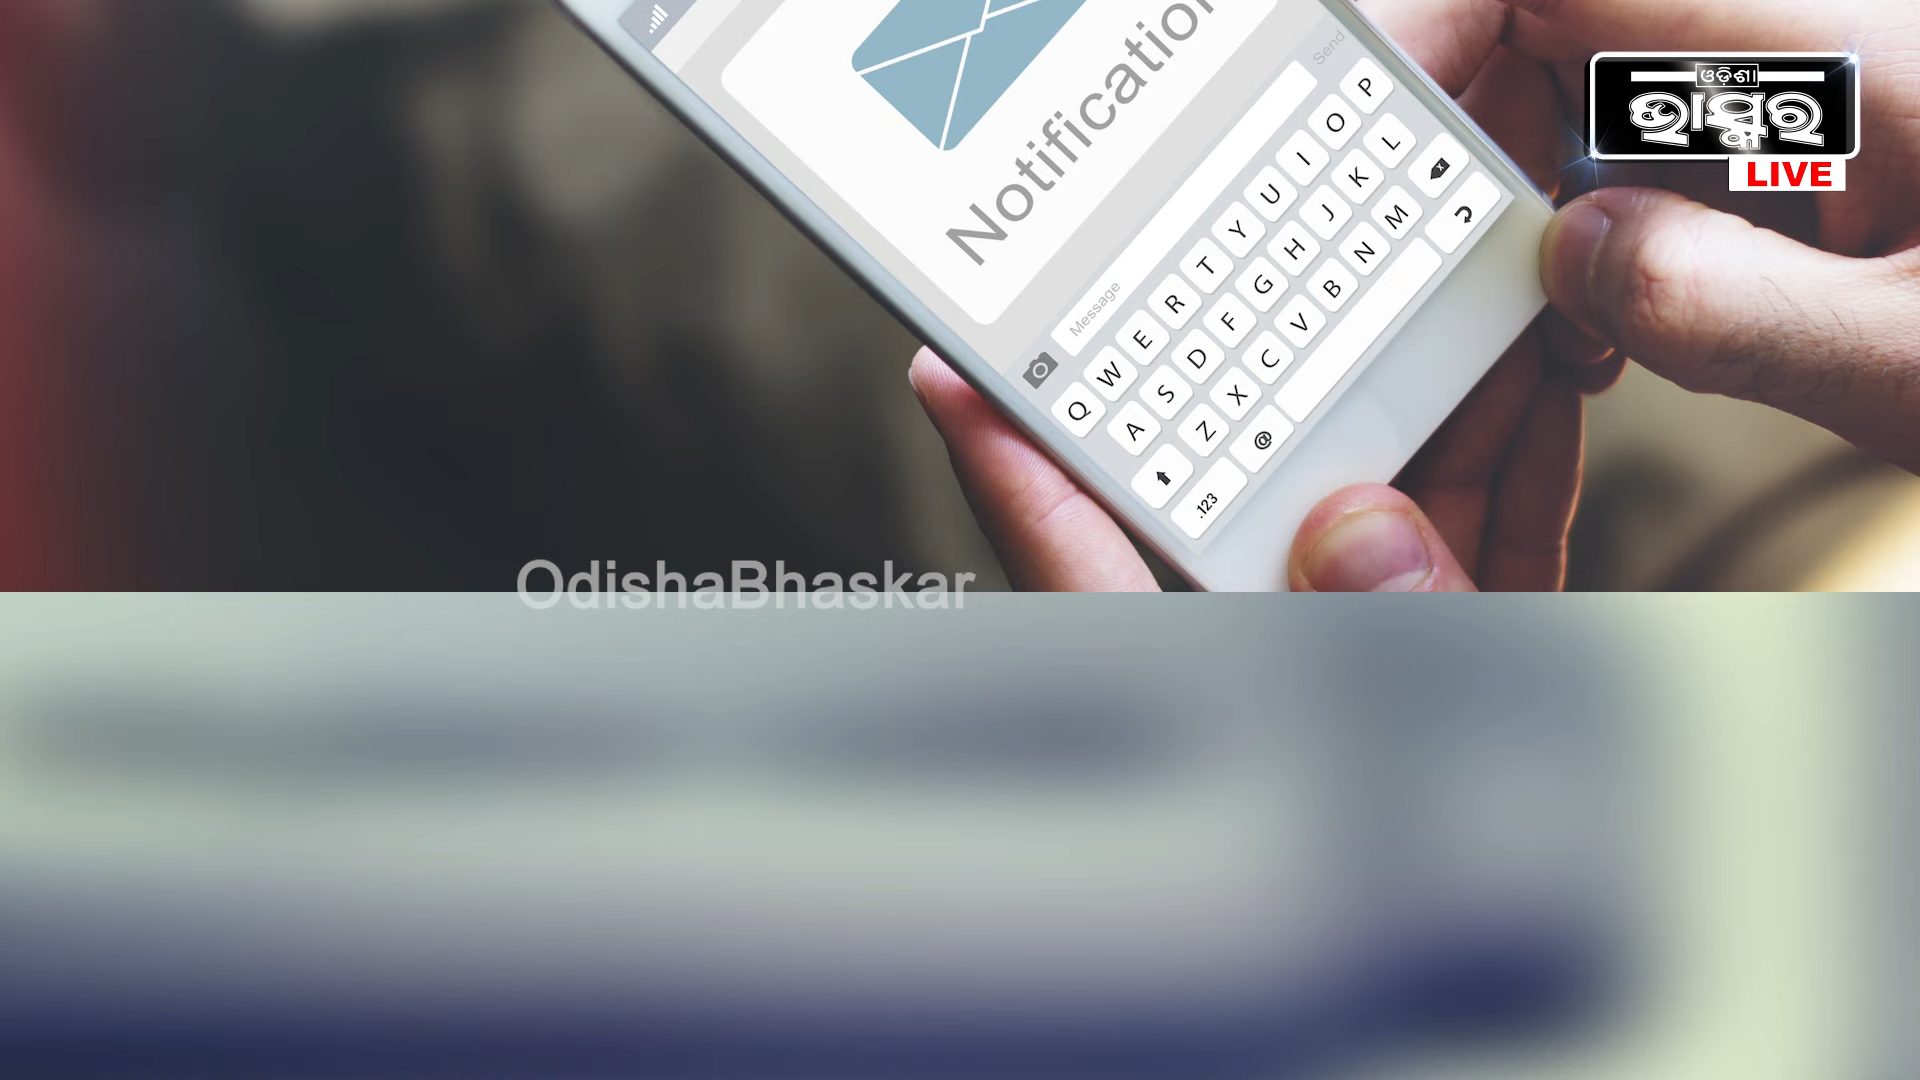 Notification
Send
Message
Q W E R T Y U I O P
A S D F G H J K L
Z X C V B N M
.123 @
ଓଡ଼ିଶା
ଭାସ୍କର
LIVE
OdishaBhaskar